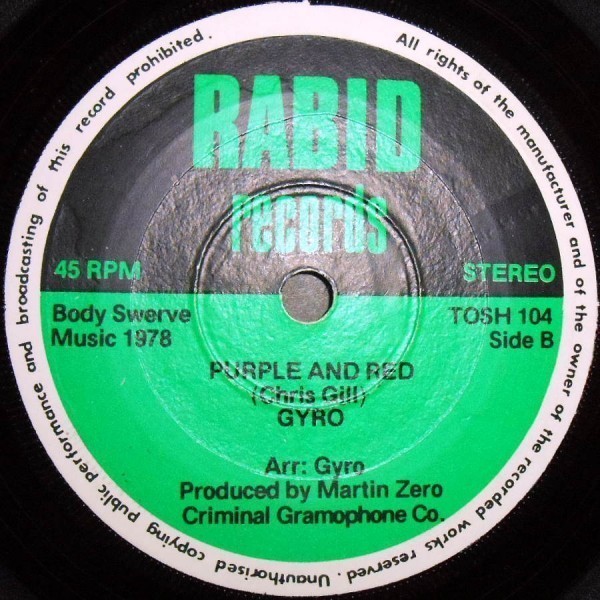 RABID
records
45 RPM
STEREO
Body Swerve
Music 1978
TOSH 104
Side B
PURPLE AND RED
(Chris Gill)
GYRO
Arr: Gyro
Produced by Martin Zero
Criminal Gramophone Co.
All rights of the manufacturer and of the owner of the recorded works reserved. Unauthorised copying public performance and broadcasting of this record prohibited.